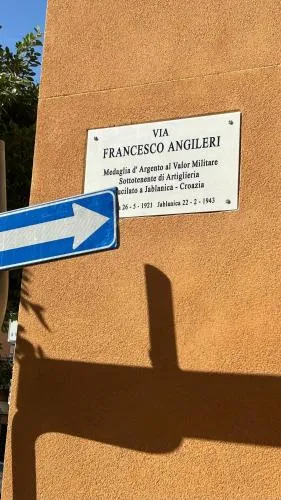 VIA
FRANCESCO ANGILERI
Medaglia d' Argento al Valor Militare
Sottotenente di Artiglieria
cilato a Jablanica - Croazia
26 - 5 - 1921 Jablanica 22 - 2 - 1943